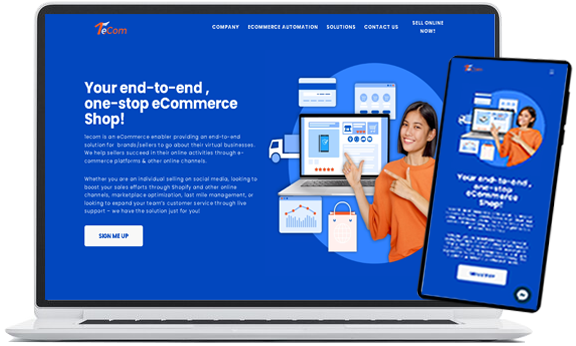 TeCom
COMPANY
ECOMMERCE AUTOMATION
SOLUTIONS
CONTACT US
SELL ONLINE
NOW!!
Your end-to-end ,
one-stop eCommerce
Shop!
Tecom is an eCommerce enabler providing an end-to-end
solution for brands/sellers to go about their virtual businesses.
We help sellers succeed in their online activities through e-
commerce platforms & other online channels.
Whether you are an individual selling on social media, looking to
boost your sales efforts through Shopify and other online
channels, marketplace optimization, last mile management, or
looking to expand your team's customer service through live
support – we have the solution just for you!
SIGN ME UP
TeCom
Your end-to-end ,
one-stop
eCommerce
Shop!